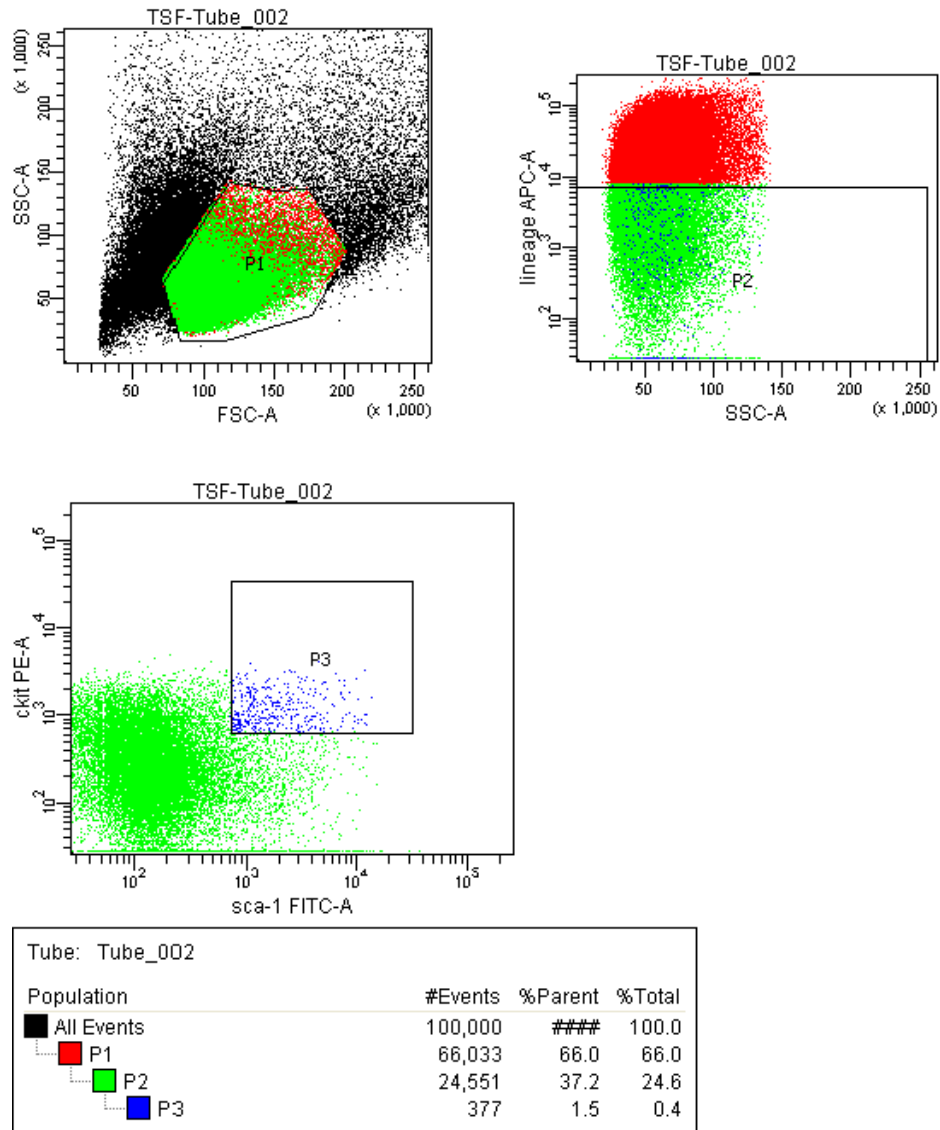 TSF-Tube_002
(x 1,000)
250
200
150
100
50
SSC-A
P1
50 100 150 200 250
FSC-A
(x 1,000)
TSF-Tube_002
lineage APC-A
10^5
10^4
10^3
10^2
P2
50 100 150 200 250
SSC-A
(x 1,000)
TSF-Tube_002
ckit PE-A
10^5
10^4
10^3
10^2
P3
10^2 10^3 10^4 10^5
sca-1 FITC-A
Tube: Tube_002
Population #Events %Parent %Total
All Events 100,000 #### 100.0
P1 66,033 66.0 66.0
P2 24,551 37.2 24.6
P3 377 1.5 0.4